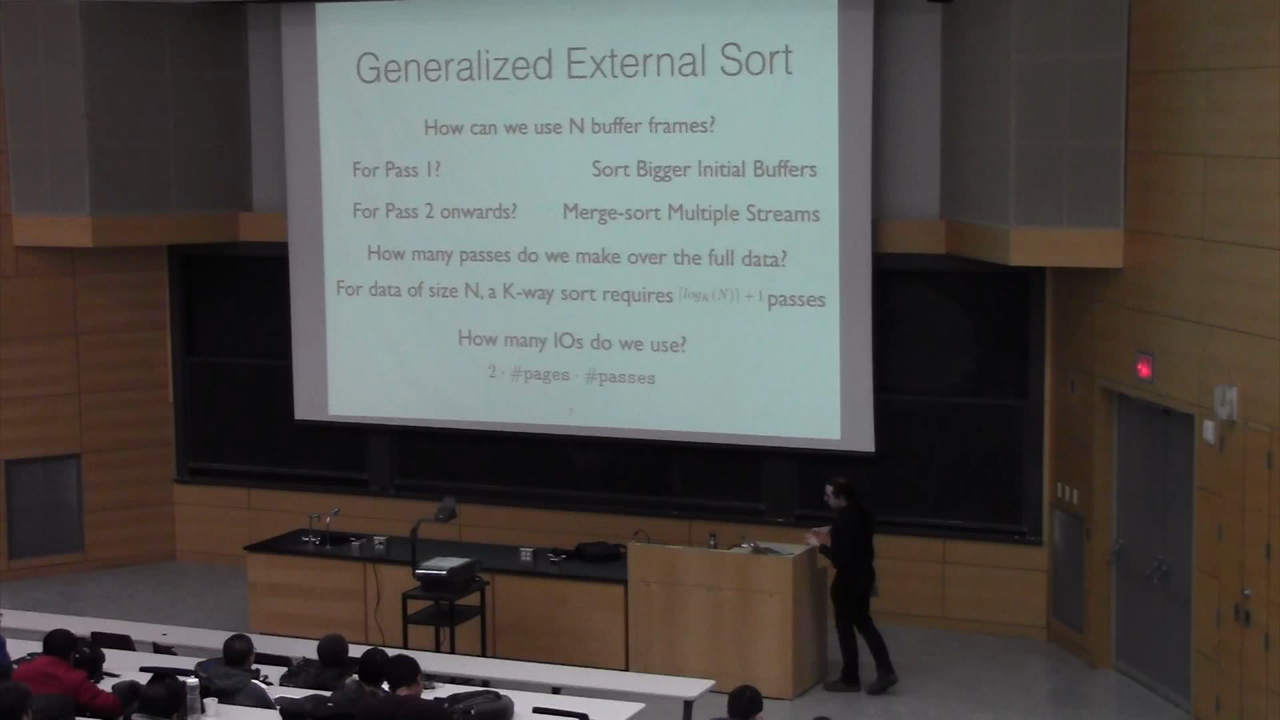 Generalized External Sort
How can we use N buffer frames?
For Pass 1? Sort Bigger Initial Buffers
For Pass 2 onwards? Merge-sort Multiple Streams
How many passes do we make over the full data?
For data of size N, a K-way sort requires ⌈log_K(N)⌉ + 1 passes
How many IOs do we use?
2 · #pages · #passes